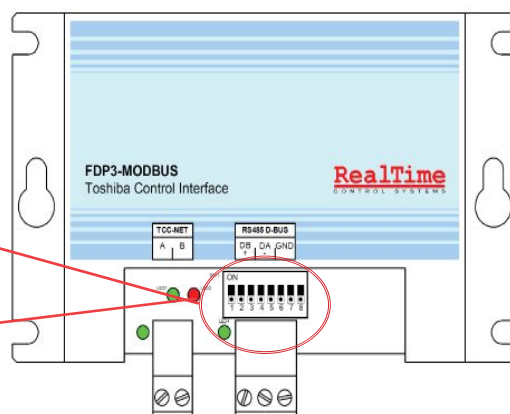 FDP3-MODBUS
Toshiba Control Interface
RealTime
CONTROL SYSTEMS
TCC-NET
A B
RS485 D-BUS
DB DA GND
+ -
ON
1 2 3 4 5 6 7 8